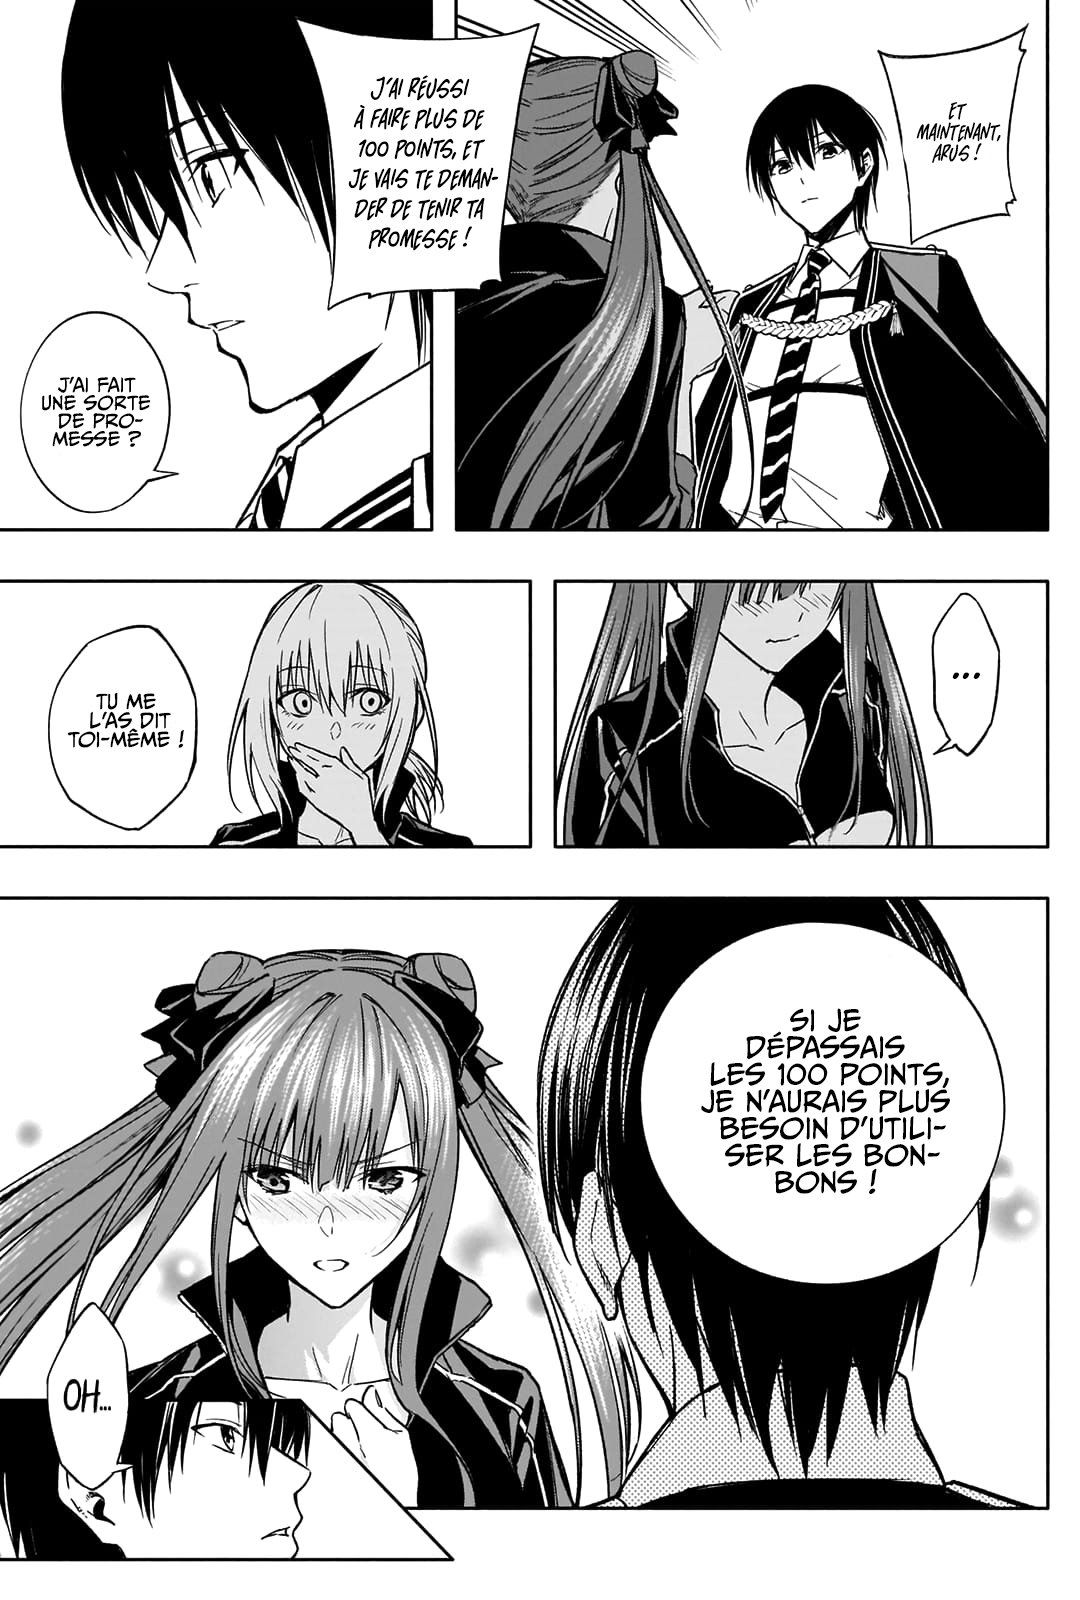 ET
MAINTENANT,
ARUS !
J'AI RÉUSSI
À FAIRE PLUS DE
100 POINTS, ET
JE VAIS TE DEMAN-
DER DE TENIR TA
PROMESSE !
J'AI FAIT
UNE SORTE
DE PRO-
MESSE ?
...
TU ME
L'AS DIT
TOI-MÊME !
SI JE
DÉPASSAIS
LES 100 POINTS,
JE N'AURAIS PLUS
BESOIN D'UTILI-
SER LES BON-
BONS !
OH...